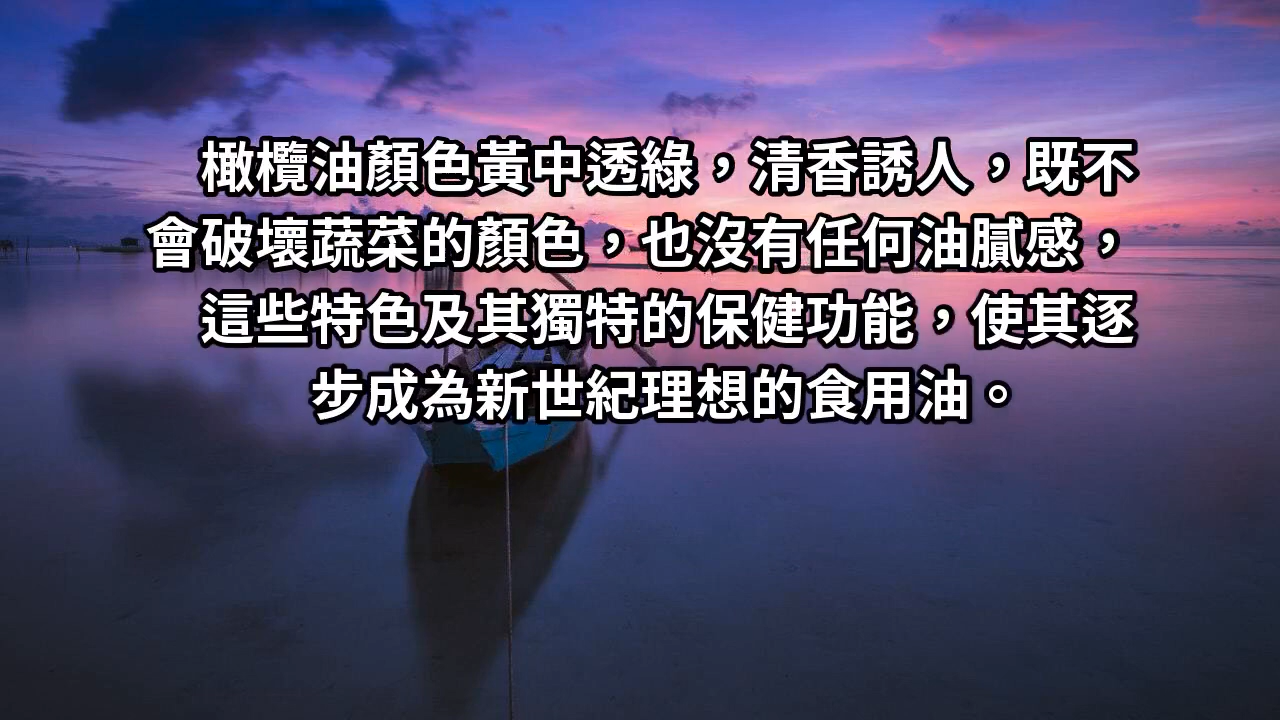 橄欖油顏色黃中透綠，清香誘人，既不
會破壞蔬菜的顏色，也沒有任何油膩感，
這些特色及其獨特的保健功能，使其逐
步成為新世紀理想的食用油。